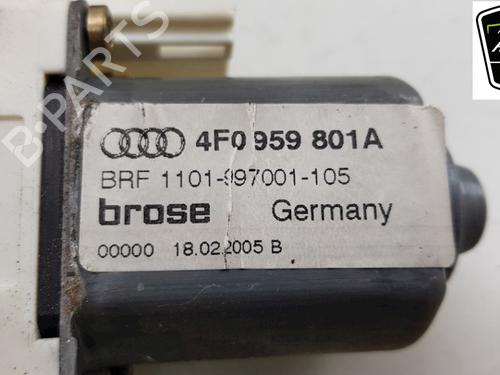 4F0 959 801A
BRF 1101-997001-105
brose Germany
00000 18.02.2005 B
B-PARTS